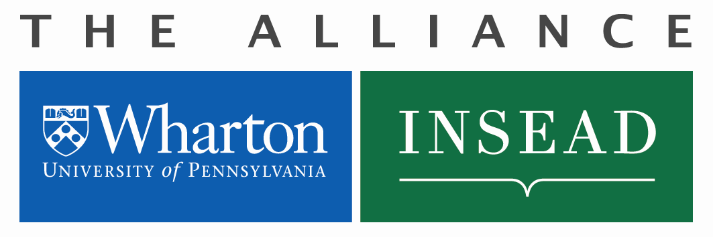 THE ALLIANCE
Wharton
UNIVERSITY of PENNSYLVANIA
INSEAD